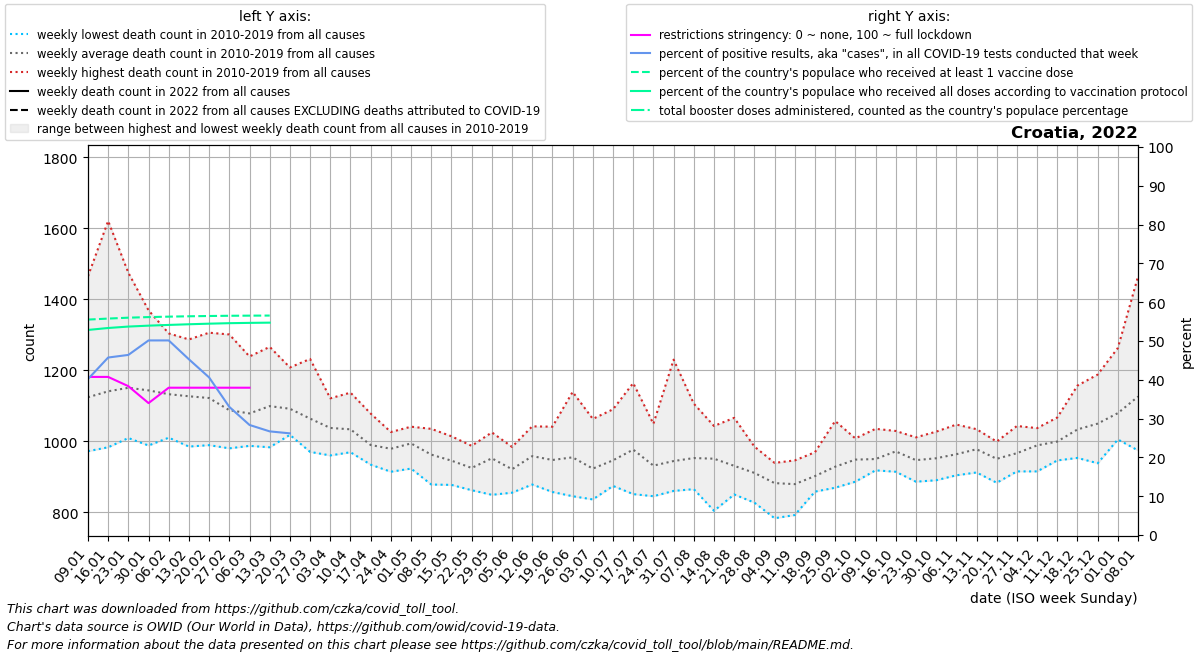 left Y axis:
weekly lowest death count in 2010-2019 from all causes
weekly average death count in 2010-2019 from all causes
weekly highest death count in 2010-2019 from all causes
weekly death count in 2022 from all causes
weekly death count in 2022 from all causes EXCLUDING deaths attributed to COVID-19
range between highest and lowest weekly death count from all causes in 2010-2019
right Y axis:
restrictions stringency: 0 ~ none, 100 ~ full lockdown
percent of positive results, aka "cases", in all COVID-19 tests conducted that week
percent of the country's populace who received at least 1 vaccine dose
percent of the country's populace who received all doses according to vaccination protocol
total booster doses administered, counted as the country's populace percentage
Croatia, 2022
1800
1600
1400
1200
1000
800
count
100
90
80
70
60
50
40
30
20
10
0
percent
09.01 16.01 23.01 30.01 06.02 13.02 20.02 27.02 06.03 13.03 20.03 27.03 03.04 10.04 17.04 24.04 01.05 08.05 15.05 22.05 29.05 05.06 12.06 19.06 26.06 03.07 10.07 17.07 24.07 31.07 07.08 14.08 21.08 28.08 04.09 11.09 18.09 25.09 02.10 09.10 16.10 23.10 30.10 06.11 13.11 20.11 27.11 04.12 11.12 18.12 25.12 01.01 08.01
date (ISO week Sunday)
This chart was downloaded from https://github.com/czka/covid_toll_tool.
Chart's data source is OWID (Our World in Data), https://github.com/owid/covid-19-data.
For more information about the data presented on this chart please see https://github.com/czka/covid_toll_tool/blob/main/README.md.